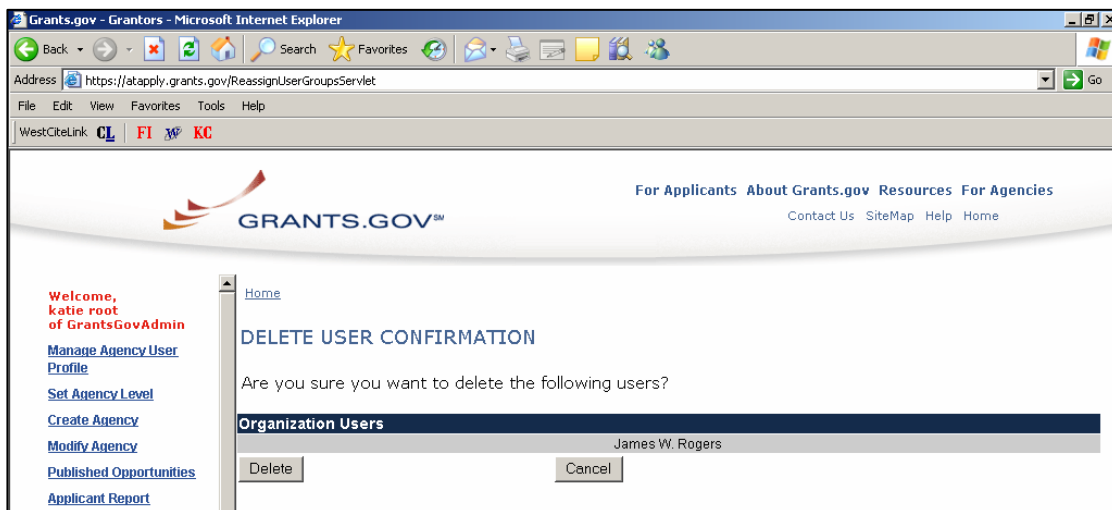 Grants.gov - Grantors - Microsoft Internet Explorer
Back Search Favorites
Address https://atapply.grants.gov/ReassignUserGroupsServlet Go
File Edit View Favorites Tools Help
WestCiteLink CL FI KC
For Applicants About Grants.gov Resources For Agencies
GRANTS.GOV℠
Contact Us SiteMap Help Home
Welcome,
katie root
of GrantsGovAdmin
Manage Agency User
Profile
Set Agency Level
Create Agency
Modify Agency
Published Opportunities
Applicant Report
Home
DELETE USER CONFIRMATION
Are you sure you want to delete the following users?
Organization Users
James W. Rogers
Delete Cancel